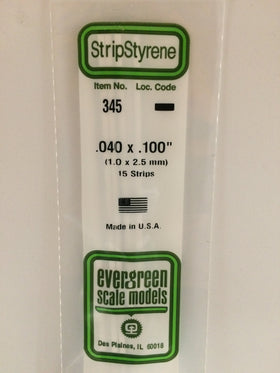 StripStyrene
Item No. Loc. Code
345
.040 x .100"
(1.0 x 2.5 mm)
15 Strips
Made in U.S.A.
evergreen
scale models
Des Plaines, IL 60018